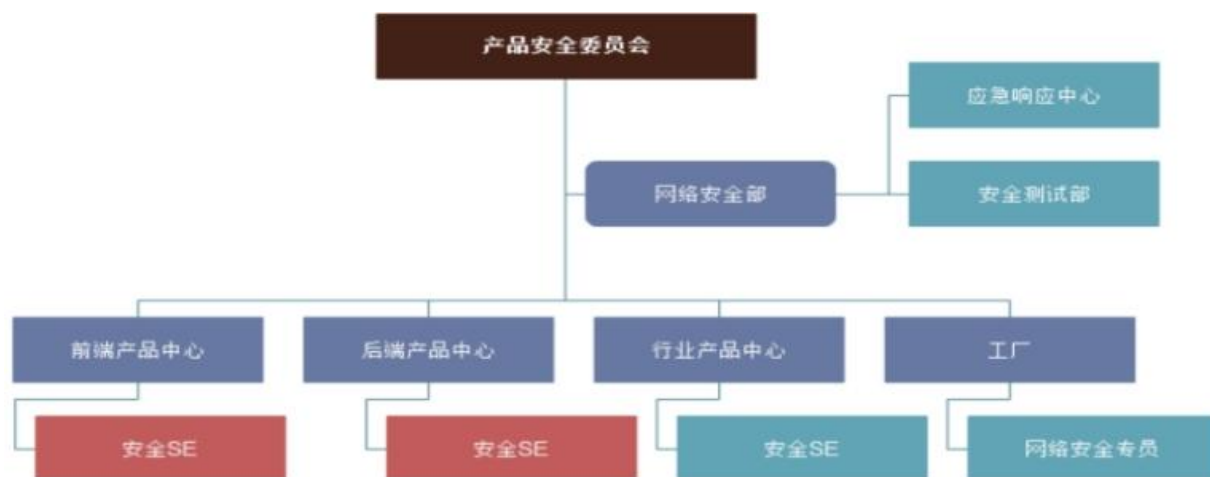 产品安全委员会
应急响应中心
网络安全部
安全测试部
前端产品中心
后端产品中心
行业产品中心
工厂
安全SE
安全SE
安全SE
网络安全专员